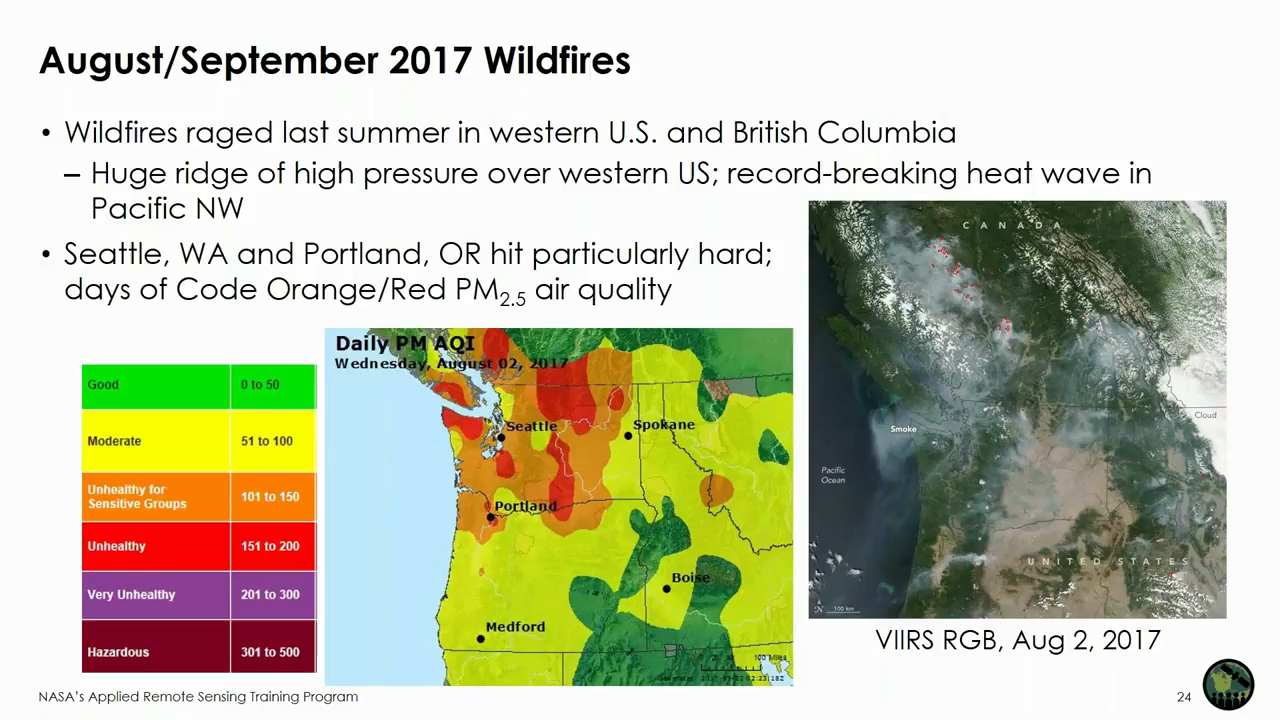 August/September 2017 Wildfires
• Wildfires raged last summer in western U.S. and British Columbia
– Huge ridge of high pressure over western US; record-breaking heat wave in
Pacific NW
• Seattle, WA and Portland, OR hit particularly hard;
days of Code Orange/Red PM2.5 air quality
Good 0 to 50
Moderate 51 to 100
Unhealthy for
Sensitive Groups 101 to 150
Unhealthy 151 to 200
Very Unhealthy 201 to 300
Hazardous 301 to 500
Daily PM AQI
Wednesday, August 02, 2017
Seattle
Spokane
Portland
Boise
Medford
100 Miles
CANADA
Cloud
Smoke
Pacific
Ocean
UNITED STATES
N
100 km
VIIRS RGB, Aug 2, 2017
NASA's Applied Remote Sensing Training Program
24